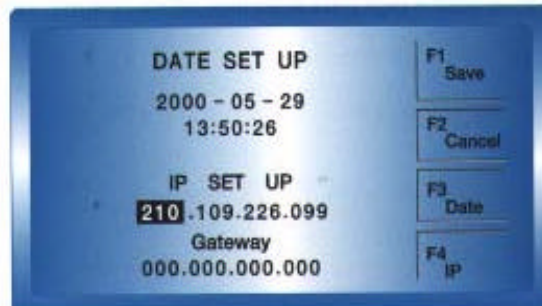 DATE SET UP
2000 - 05 - 29
13:50:26
IP SET UP
210.109.226.099
Gateway
000.000.000.000
F1
Save
F2
Cancel
F3
Date
F4
IP